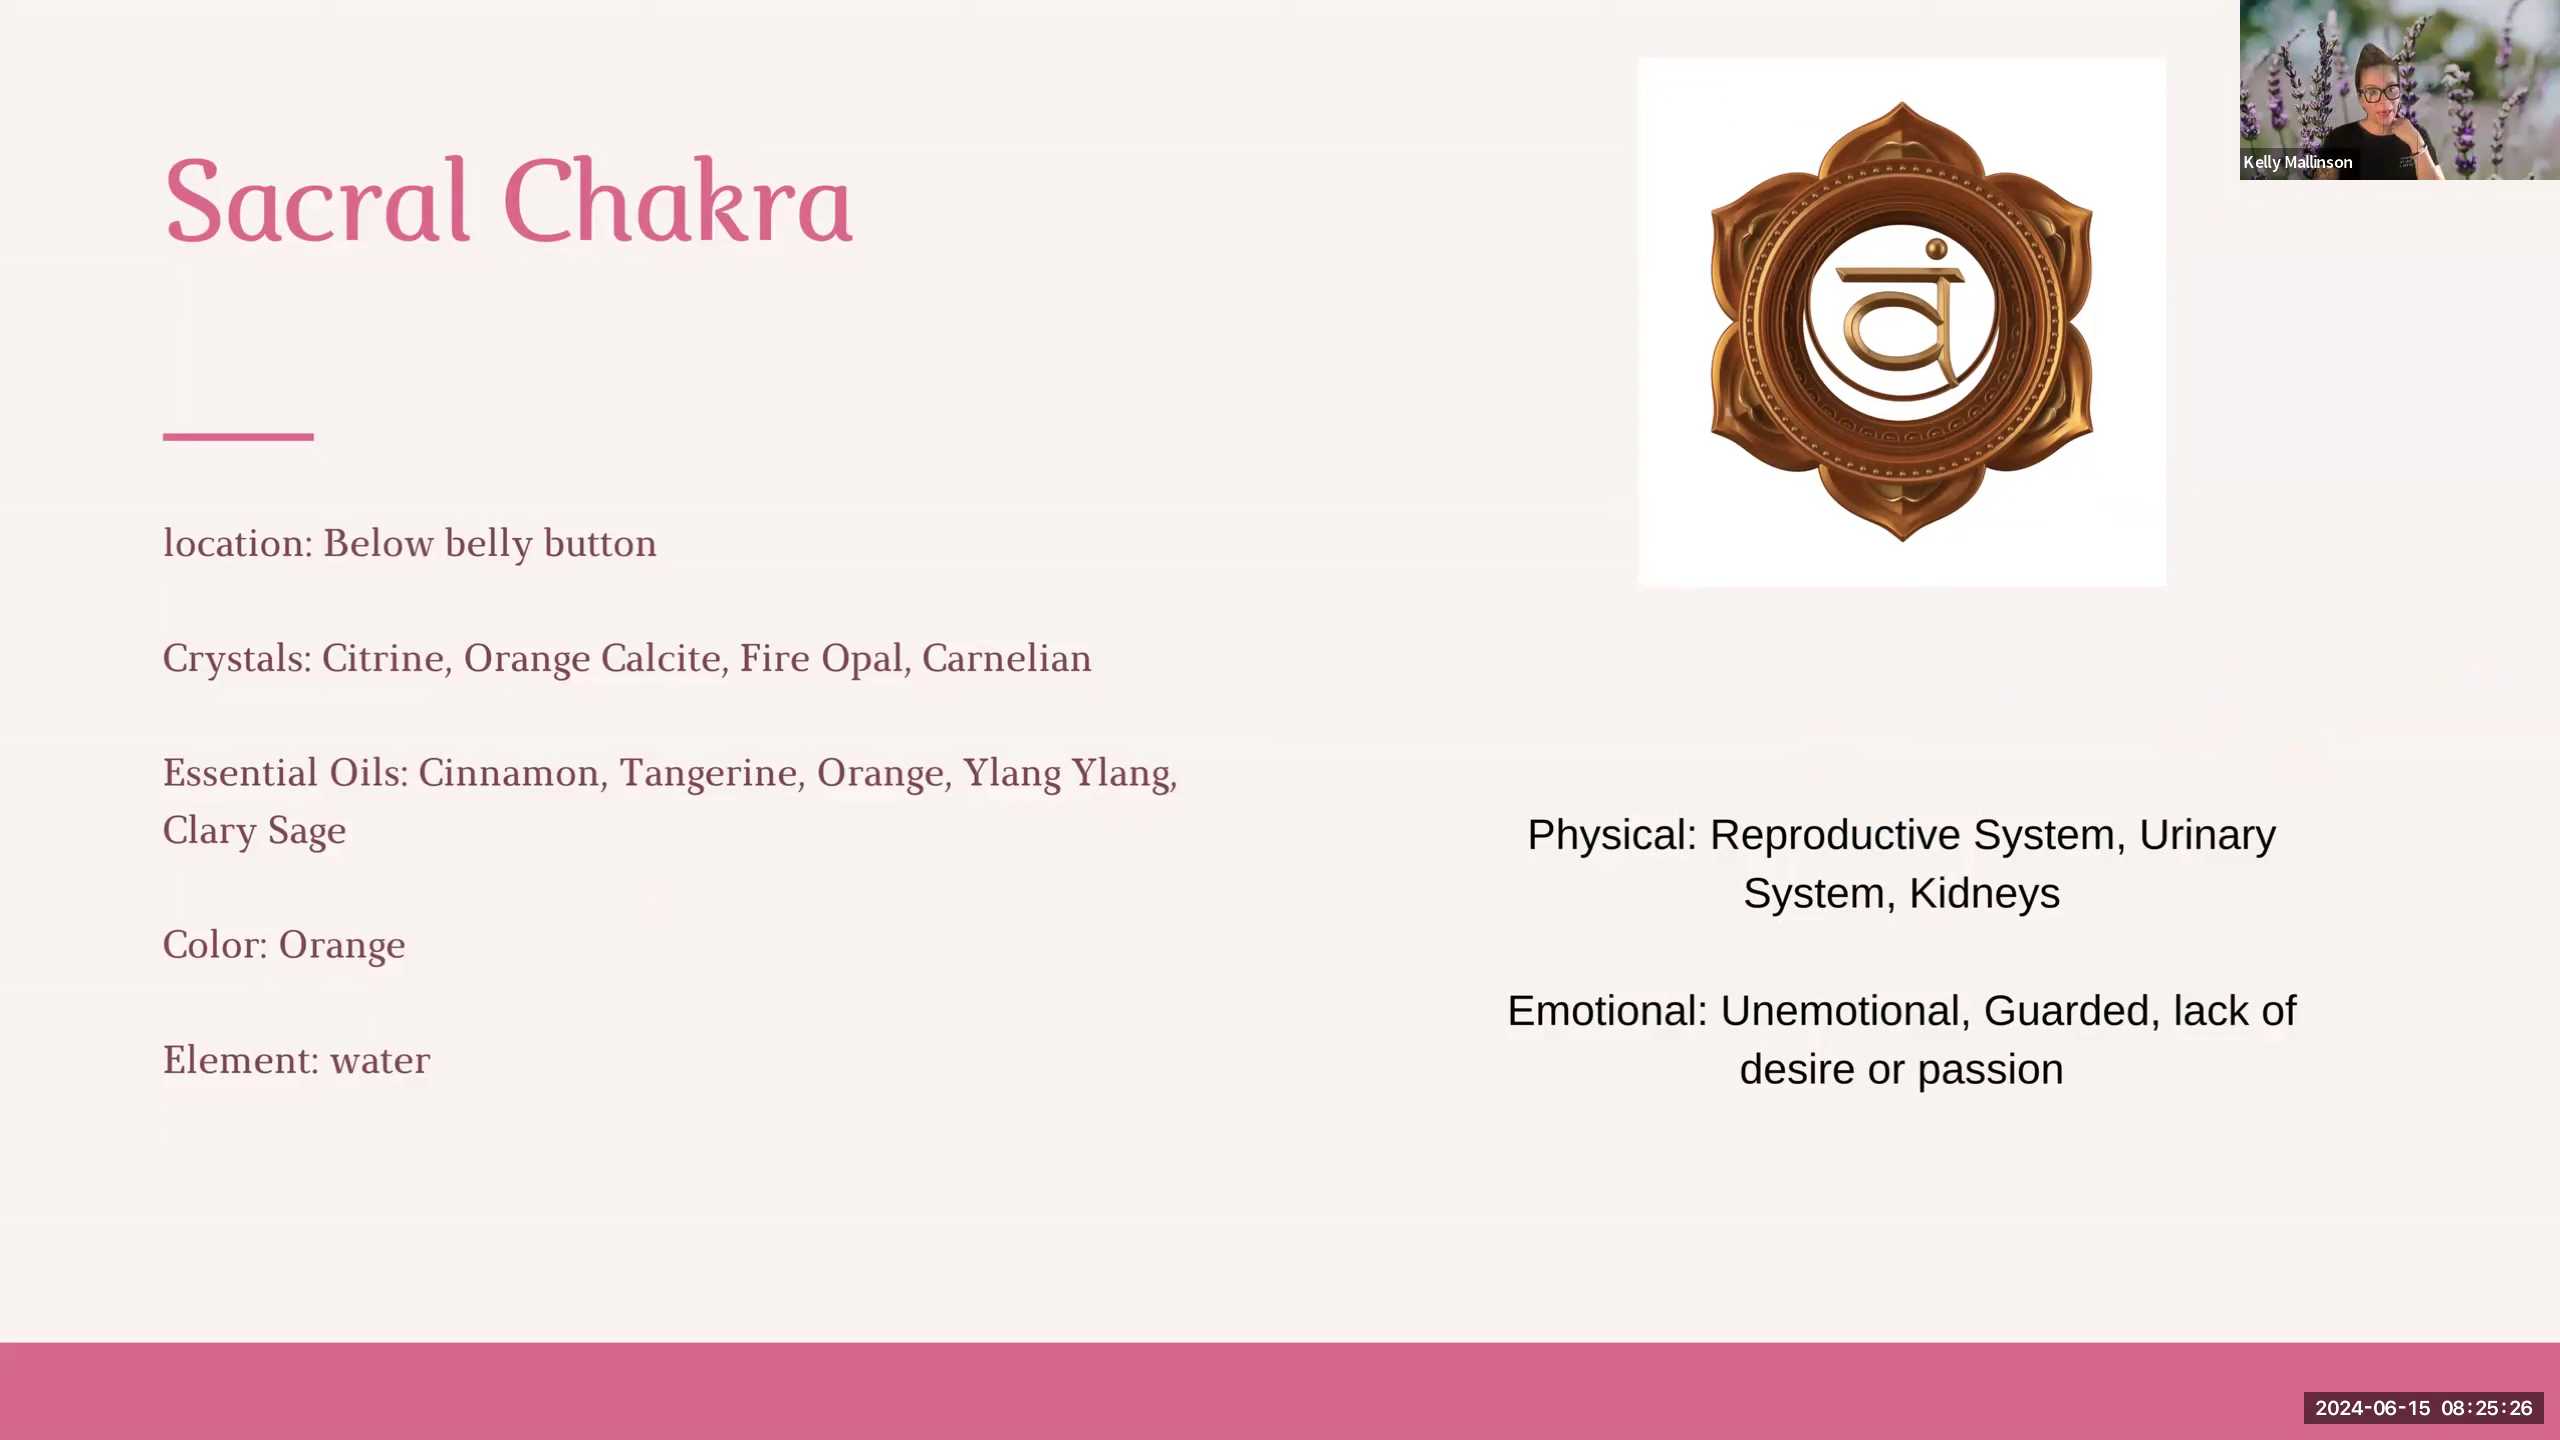 Sacral Chakra
वं
Kelly Mallinson
location: Below belly button
Crystals: Citrine, Orange Calcite, Fire Opal, Carnelian
Essential Oils: Cinnamon, Tangerine, Orange, Ylang Ylang,
Clary Sage
Color: Orange
Element: water
Physical: Reproductive System, Urinary
System, Kidneys
Emotional: Unemotional, Guarded, lack of
desire or passion
2024-06-15 08:25:26